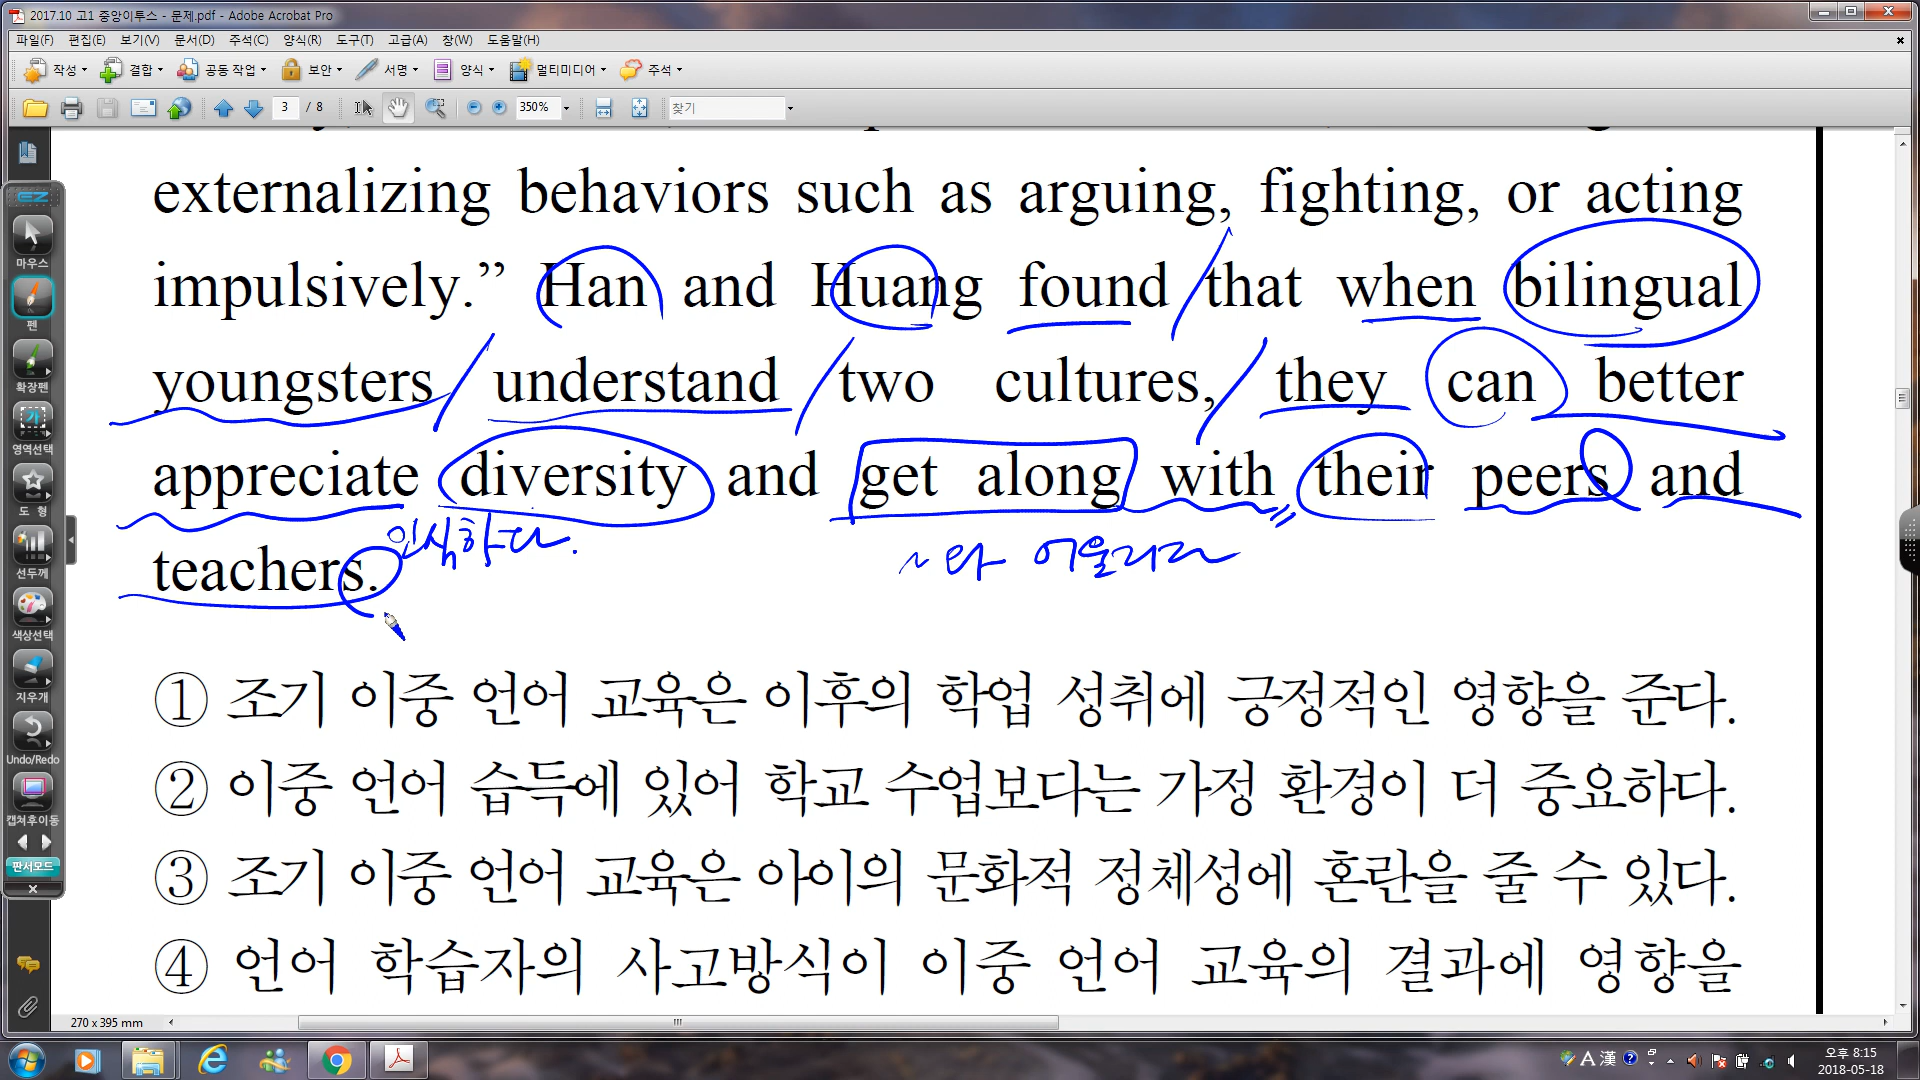 2017.10 고1 중앙이투스 - 문제.pdf - Adobe Acrobat Pro
파일(F) 편집(E) 보기(V) 문서(D) 주석(C) 양식(R) 도구(T) 고급(A) 창(W) 도움말(H)
작성 결합 공동 작업 보안 서명 양식 멀티미디어 주석
3 / 8 350% 찾기
externalizing behaviors such as arguing, fighting, or acting
impulsively.” Han and Huang found that when bilingual
youngsters understand two cultures, they can better
appreciate diversity and get along with their peers and
인식하다. ~와 어울리다
teachers.
① 조기 이중 언어 교육은 이후의 학업 성취에 긍정적인 영향을 준다.
② 이중 언어 습득에 있어 학교 수업보다는 가정 환경이 더 중요하다.
③ 조기 이중 언어 교육은 아이의 문화적 정체성에 혼란을 줄 수 있다.
④ 언어 학습자의 사고방식이 이중 언어 교육의 결과에 영향을
EZ
마우스
펜
확장펜
영역선택
도 형
선두께
색상선택
지우개
Undo/Redo
캡쳐후이동
판서모드
270 x 395 mm
A 漢
오후 8:15
2018-05-18